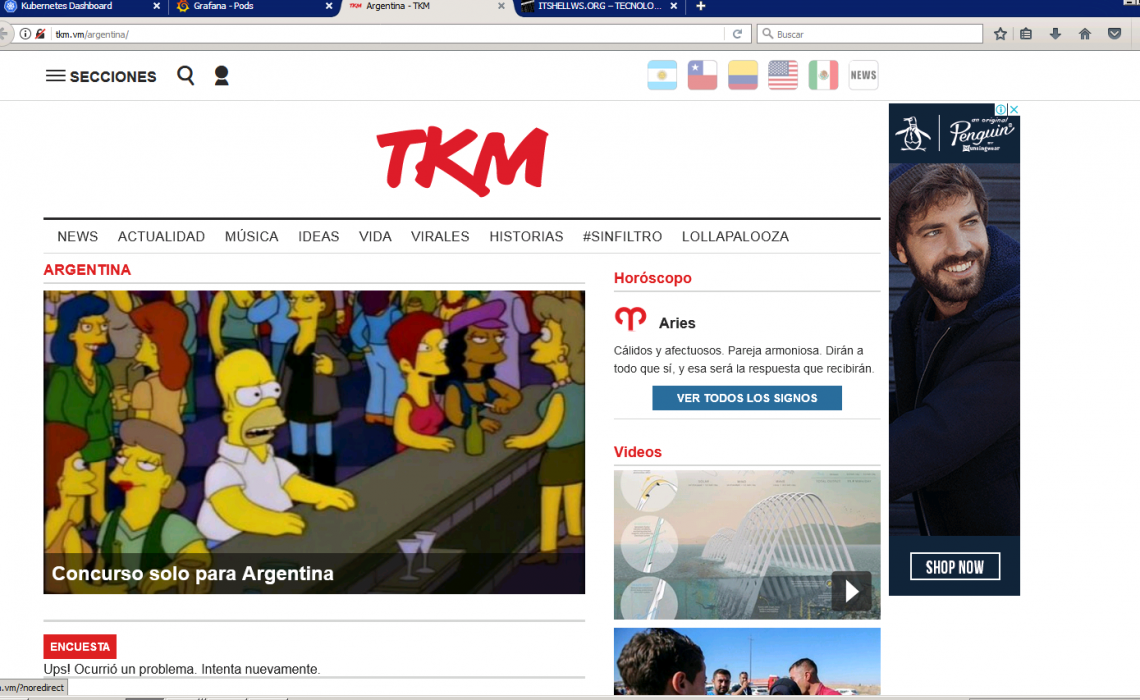 Kubernetes Dashboard
Grafana - Pods
TKM Argentina - TKM
ITSHELLWS.ORG – TECNOLO...
tkm.vm/argentina/
Buscar
SECCIONES
NEWS
TKM
an original
Penguin
BY
Munsingwear
NEWS ACTUALIDAD MÚSICA IDEAS VIDA VIRALES HISTORIAS #SINFILTRO LOLLAPALOOZA
ARGENTINA
Concurso solo para Argentina
ENCUESTA
Ups! Ocurrió un problema. Intenta nuevamente.
Horóscopo
Aries
Cálidos y afectuosos. Pareja armoniosa. Dirán a
todo que sí, y esa será la respuesta que recibirán.
VER TODOS LOS SIGNOS
Videos
SHOP NOW
.vm/?noredirect